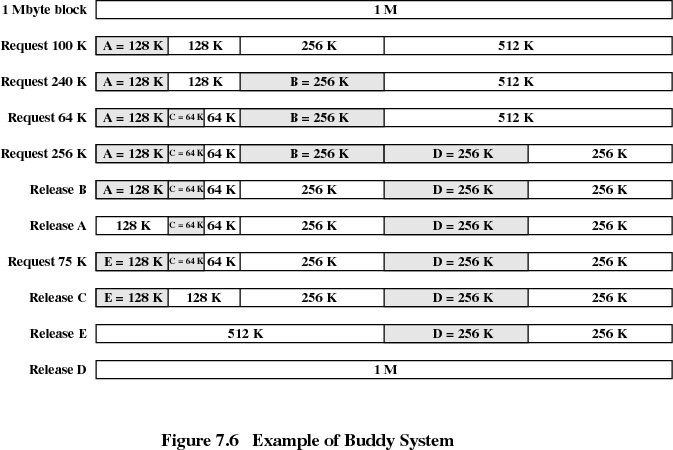 1 Mbyte block 1 M
Request 100 K A = 128 K 128 K 256 K 512 K
Request 240 K A = 128 K 128 K B = 256 K 512 K
Request 64 K A = 128 K C = 64 K 64 K B = 256 K 512 K
Request 256 K A = 128 K C = 64 K 64 K B = 256 K D = 256 K 256 K
Release B A = 128 K C = 64 K 64 K 256 K D = 256 K 256 K
Release A 128 K C = 64 K 64 K 256 K D = 256 K 256 K
Request 75 K E = 128 K C = 64 K 64 K 256 K D = 256 K 256 K
Release C E = 128 K 128 K 256 K D = 256 K 256 K
Release E 512 K D = 256 K 256 K
Release D 1 M
Figure 7.6 Example of Buddy System